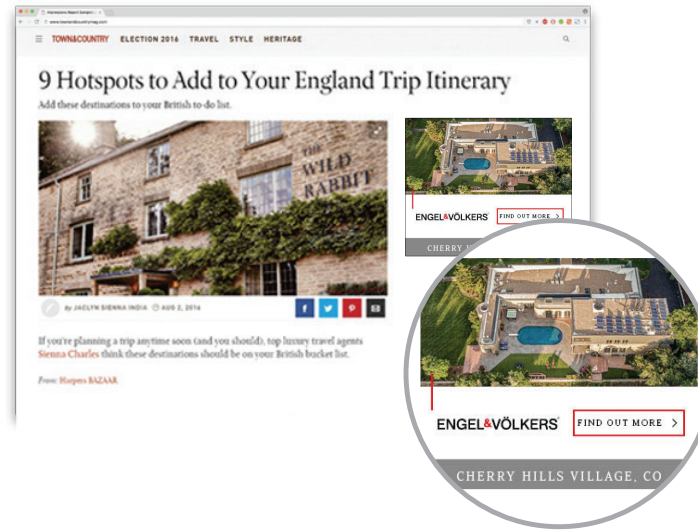 www.townandcountrymag.com
TOWN&COUNTRY ELECTION 2016 TRAVEL STYLE HERITAGE
9 Hotspots to Add to Your England Trip Itinerary
Add these destinations to your British to-do list.
THE
WILD
RABBIT
by JACLYN SIENNA INDIA AUG 2, 2016
If you're planning a trip anytime soon (and you should), top luxury travel agents
Sienna Charles think these destinations should be on your British bucket list.
From: Harpers BAZAAR
ENGEL&VÖLKERS FIND OUT MORE >
CHERRY
ENGEL&VÖLKERS FIND OUT MORE >
CHERRY HILLS VILLAGE, CO